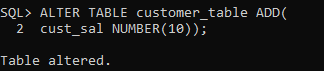 SQL> ALTER TABLE customer_table ADD(
2 cust_sal NUMBER(10));
Table altered.